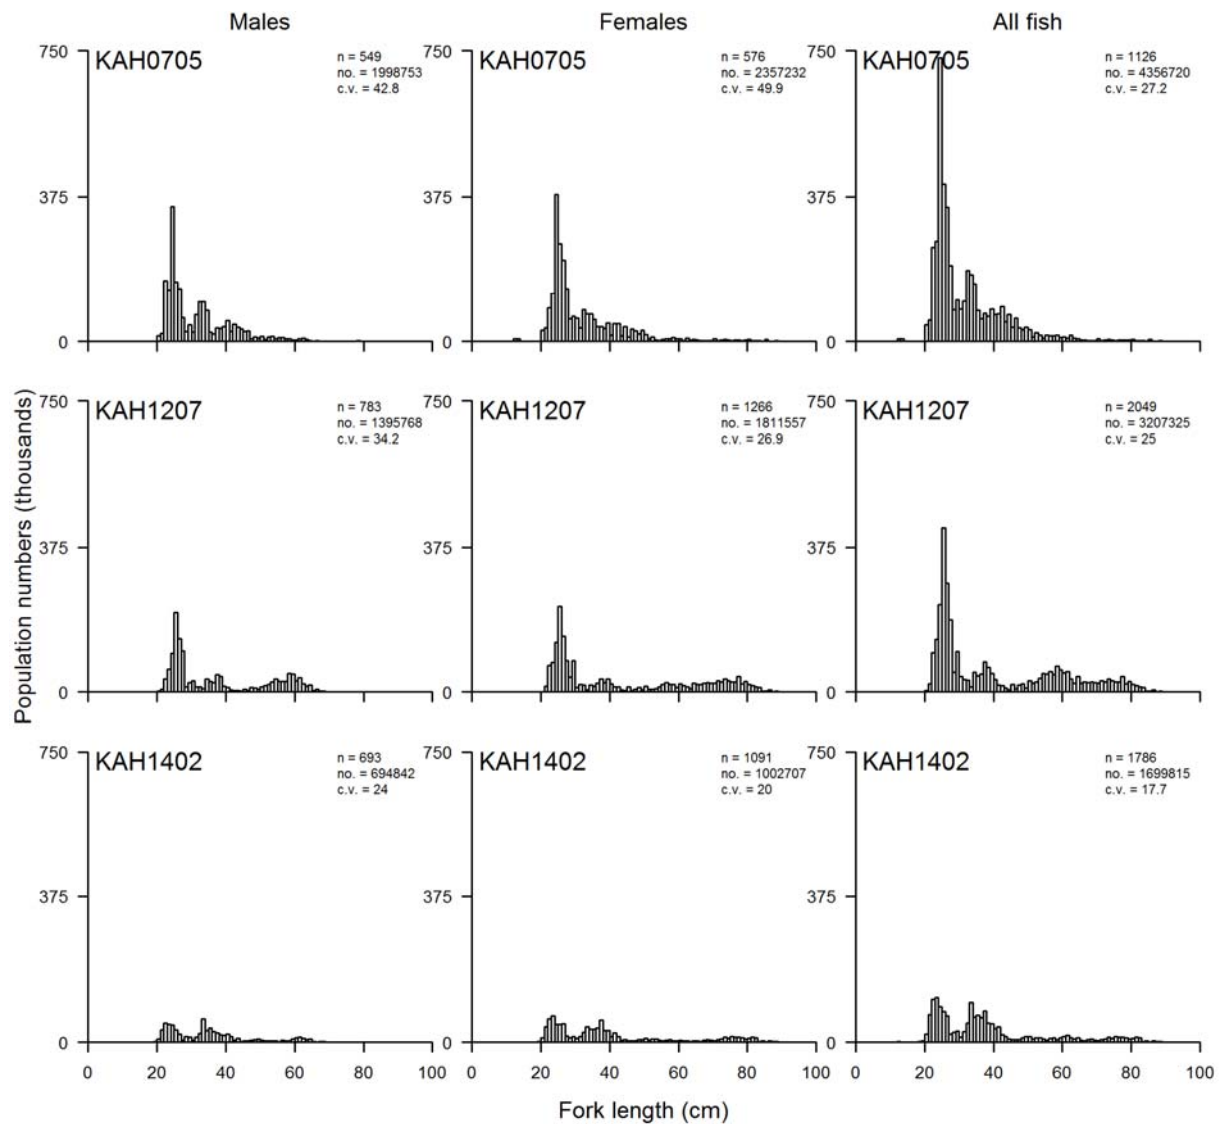 Males Females All fish
750 KAH0705 n = 549 no. = 1998753 c.v. = 42.8
375
0
750 KAH0705 n = 576 no. = 2357232 c.v. = 49.9
375
0
750 KAH0705 n = 1126 no. = 4356720 c.v. = 27.2
375
0
Population numbers (thousands)
750 KAH1207 n = 783 no. = 1395768 c.v. = 34.2
375
0
750 KAH1207 n = 1266 no. = 1811557 c.v. = 26.9
375
0
750 KAH1207 n = 2049 no. = 3207325 c.v. = 25
375
0
750 KAH1402 n = 693 no. = 694842 c.v. = 24
375
0
750 KAH1402 n = 1091 no. = 1002707 c.v. = 20
375
0
750 KAH1402 n = 1786 no. = 1699815 c.v. = 17.7
375
0
0 20 40 60 80 100 0 20 40 60 80 100 0 20 40 60 80 100
Fork length (cm)